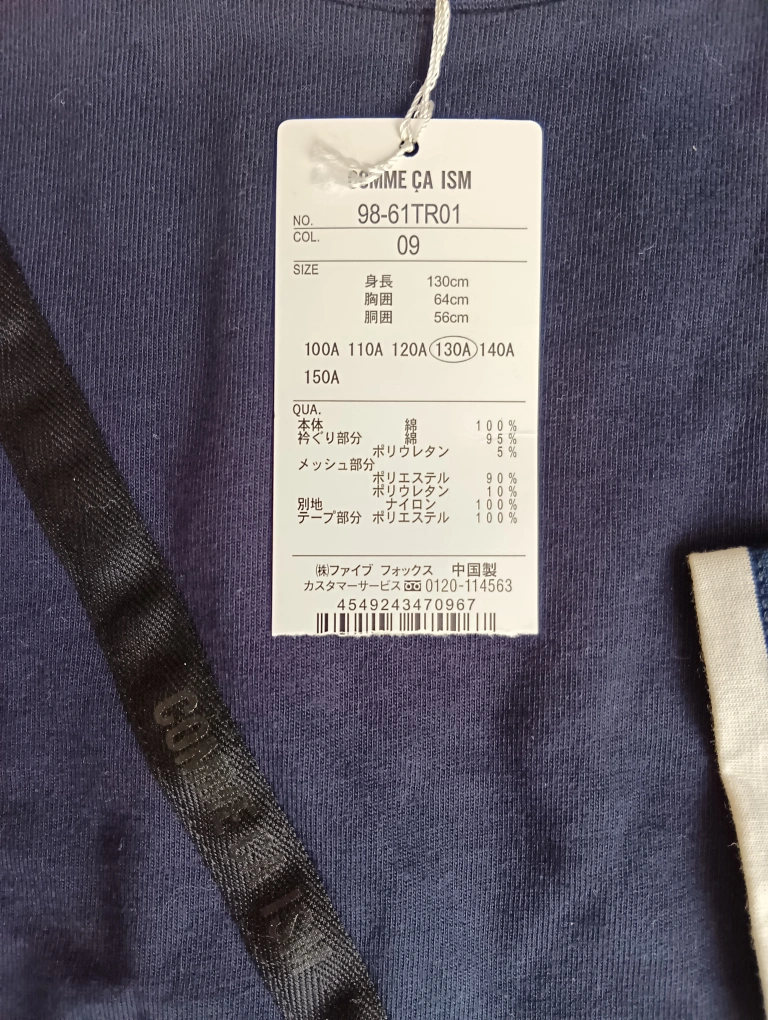 COMME ÇA ISM
NO. 98-61TR01
COL. 09
SIZE
身長 130cm
胸囲 64cm
胴囲 56cm
100A 110A 120A 130A 140A
150A
QUA.
本体 綿 100%
衿ぐり部分 綿 95%
ポリウレタン 5%
メッシュ部分
ポリエステル 90%
ポリウレタン 10%
別地 ナイロン 100%
テープ部分 ポリエステル 100%
㈱ファイブ フォックス 中国製
カスタマーサービス 0120-114563
4549243470967
COMME ÇA ISM